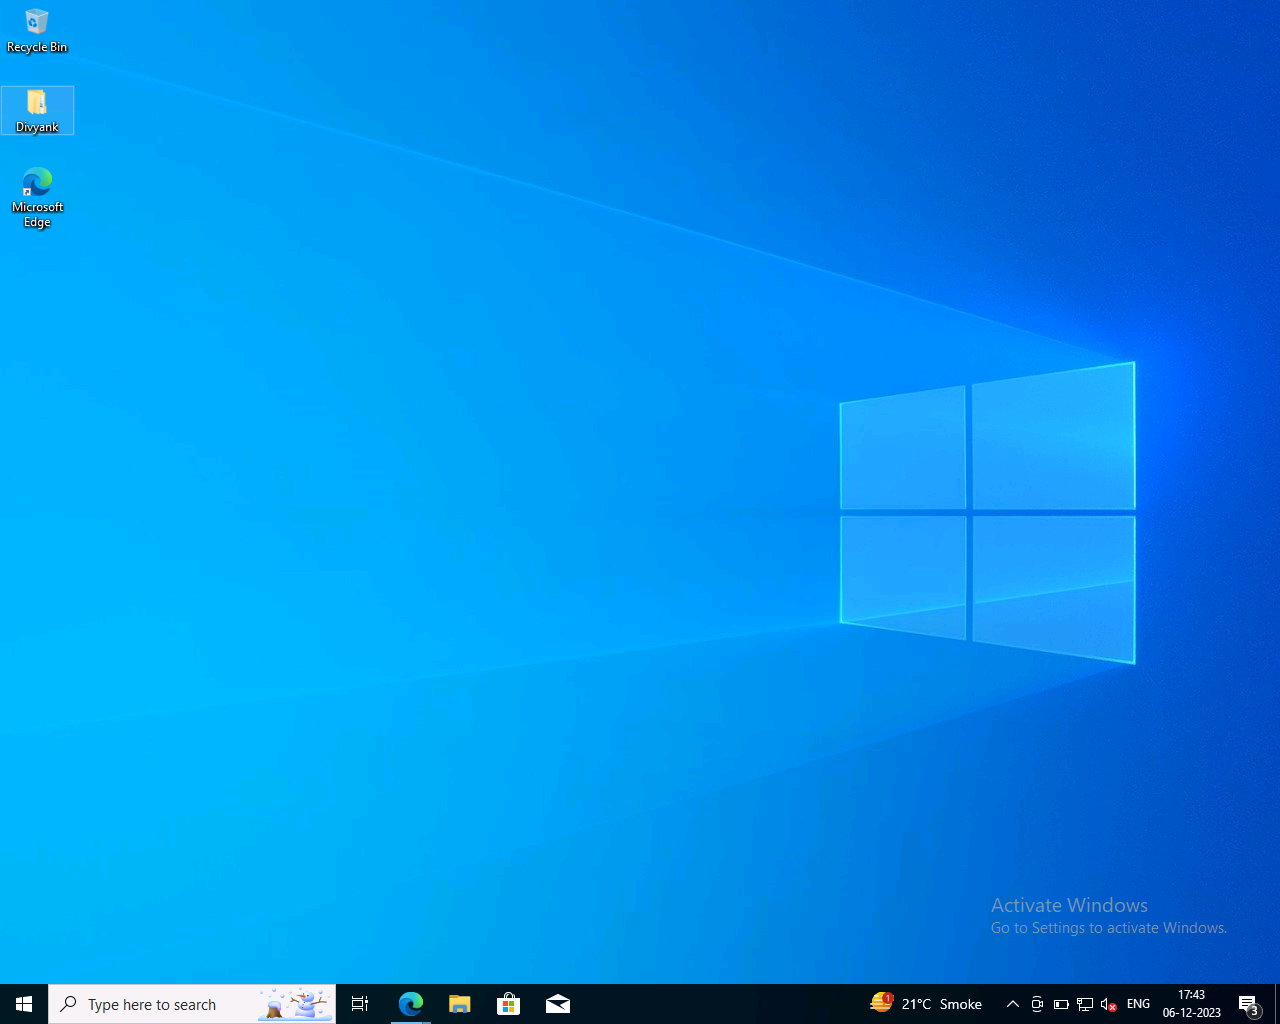 Recycle Bin
Divyank
Microsoft
Edge
Activate Windows
Go to Settings to activate Windows.
Type here to search
1
21°C Smoke
ENG
17:43
06-12-2023
3